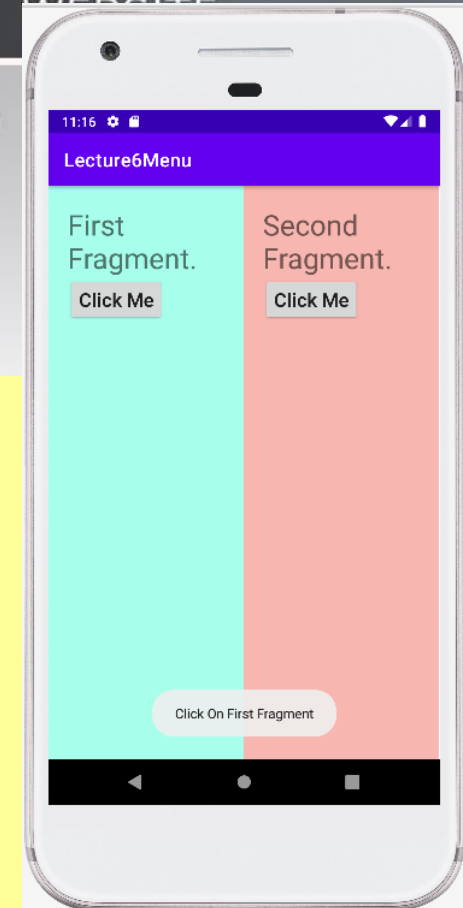 11:16
Lecture6Menu
First
Fragment.
Click Me
Second
Fragment.
Click Me
Click On First Fragment